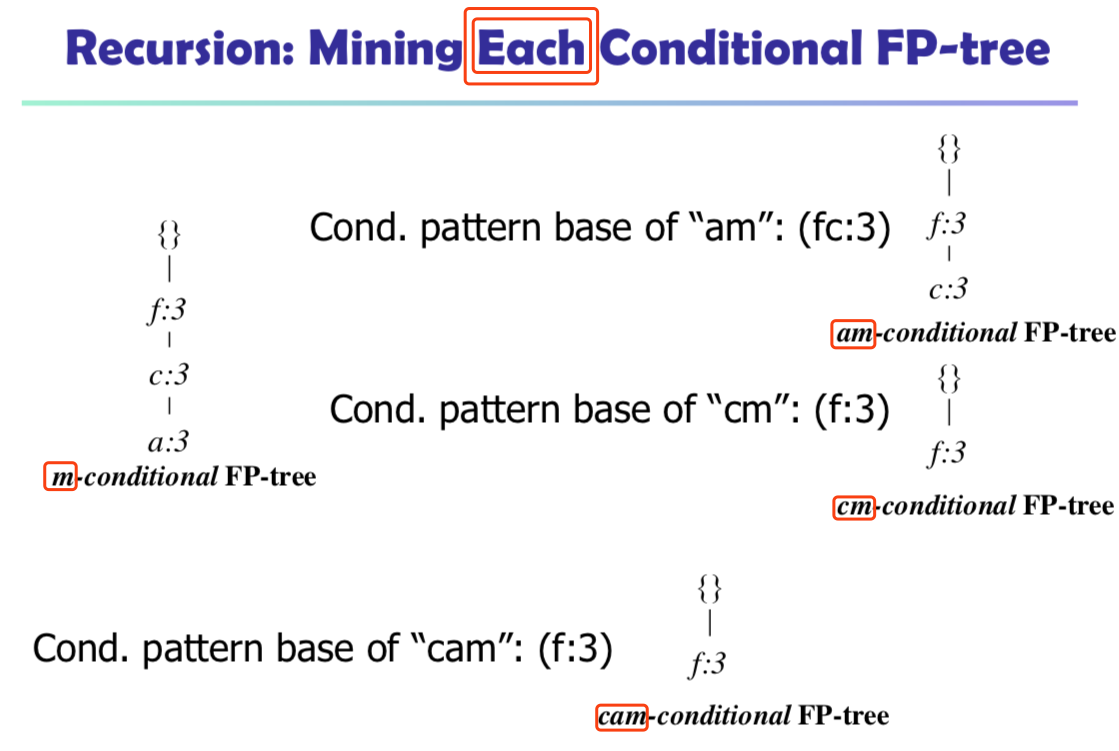 Recursion: Mining Each Conditional FP-tree
{}
f:3
c:3
a:3
m-conditional FP-tree
Cond. pattern base of “am”: (fc:3)
{}
f:3
c:3
am-conditional FP-tree
Cond. pattern base of “cm”: (f:3)
{}
f:3
cm-conditional FP-tree
Cond. pattern base of “cam”: (f:3)
{}
f:3
cam-conditional FP-tree